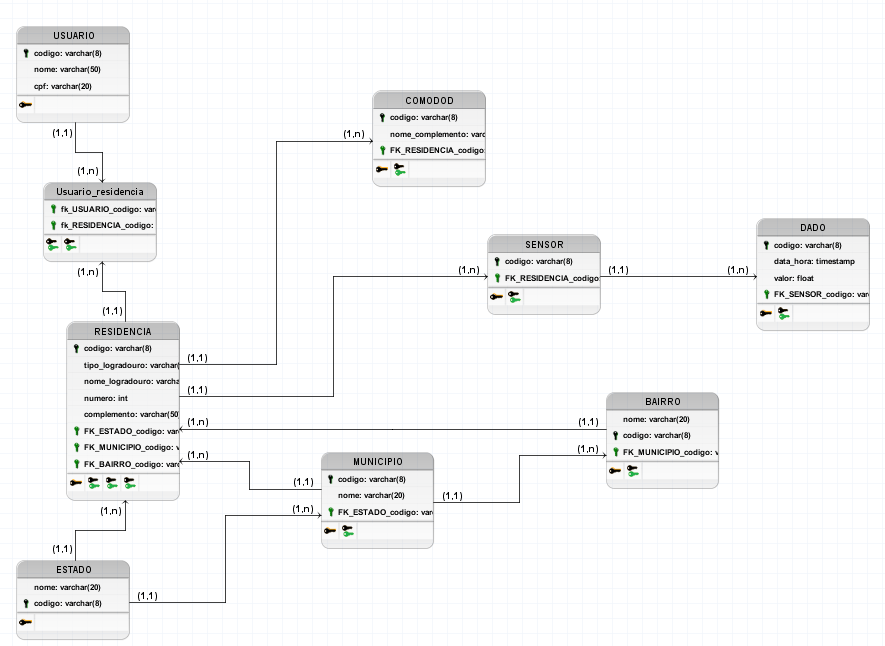 USUARIO
codigo: varchar(8)
nome: varchar(50)
cpf: varchar(20)
(1,1)
(1,n)
Usuario_residencia
fk_USUARIO_codigo: var
fk_RESIDENCIA_codigo:
(1,n)
(1,1)
RESIDENCIA
codigo: varchar(8)
tipo_logradouro: varchar(
nome_logradouro: varcha
numero: int
complemento: varchar(50
FK_ESTADO_codigo: var
FK_MUNICIPIO_codigo: v
FK_BAIRRO_codigo: var
(1,1)
(1,n)
COMODOD
codigo: varchar(8)
nome_complemento: varc
FK_RESIDENCIA_codigo:
(1,1)
(1,n)
SENSOR
codigo: varchar(8)
FK_RESIDENCIA_codigo:
(1,1)
(1,n)
DADO
codigo: varchar(8)
data_hora: timestamp
valor: float
FK_SENSOR_codigo: var
(1,n)
(1,1)
BAIRRO
nome: varchar(20)
codigo: varchar(8)
FK_MUNICIPIO_codigo: v
(1,n)
(1,n)
(1,1)
MUNICIPIO
codigo: varchar(8)
nome: varchar(20)
FK_ESTADO_codigo: var
(1,1)
(1,n)
(1,n)
(1,1)
ESTADO
nome: varchar(20)
codigo: varchar(8)
(1,1)